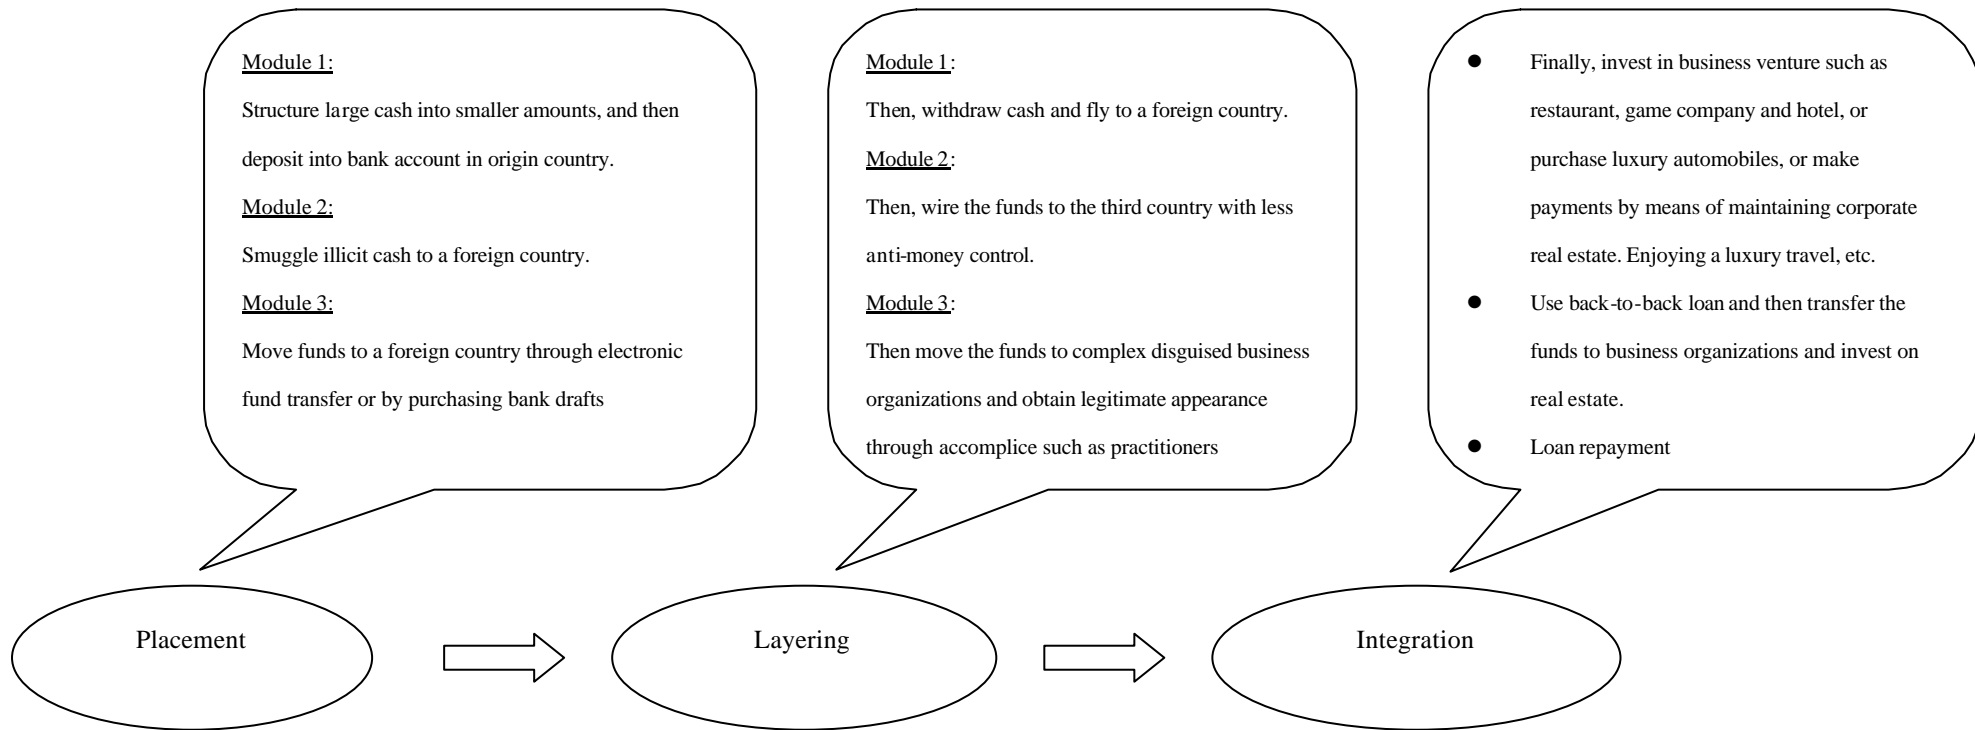 Module 1:
Structure large cash into smaller amounts, and then
deposit into bank account in origin country.
Module 2:
Smuggle illicit cash to a foreign country.
Module 3:
Move funds to a foreign country through electronic
fund transfer or by purchasing bank drafts
Module 1:
Then, withdraw cash and fly to a foreign country.
Module 2:
Then, wire the funds to the third country with less
anti-money control.
Module 3:
Then move the funds to complex disguised business
organizations and obtain legitimate appearance
through accomplice such as practitioners
● Finally, invest in business venture such as
restaurant, game company and hotel, or
purchase luxury automobiles, or make
payments by means of maintaining corporate
real estate. Enjoying a luxury travel, etc.
● Use back-to-back loan and then transfer the
funds to business organizations and invest on
real estate.
● Loan repayment
Placement
Layering
Integration